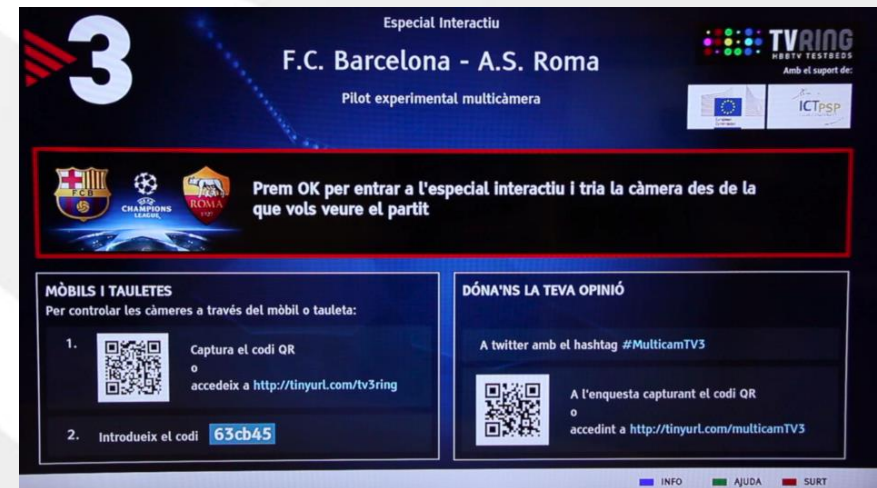 3
Especial Interactiu
F.C. Barcelona - A.S. Roma
Pilot experimental multicàmera
TVRING
HBBTV TESTBEDS
Amb el suport de:
ICTPSP
FCB
CHAMPIONS
LEAGUE
ROMA
1927
Prem OK per entrar a l'especial interactiu i tria la càmera des de la
que vols veure el partit
MÒBILS I TAULETES
Per controlar les càmeres a través del mòbil o tauleta:
1.
Captura el codi QR
o
accedeix a http://tinyurl.com/tv3ring
2. Introdueix el codi 63cb45
DÓNA'NS LA TEVA OPINIÓ
A twitter amb el hashtag #MulticamTV3
A l'enquesta capturant el codi QR
o
accedint a http://tinyurl.com/multicamTV3
INFO AJUDA SURT